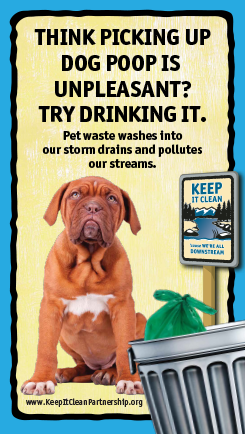 THINK PICKING UP
DOG POOP IS
UNPLEASANT?
TRY DRINKING IT.
Pet waste washes into
our storm drains and pollutes
our streams.
KEEP
IT CLEAN
'cause WE'RE ALL
DOWNSTREAM
www.KeepItCleanPartnership.org